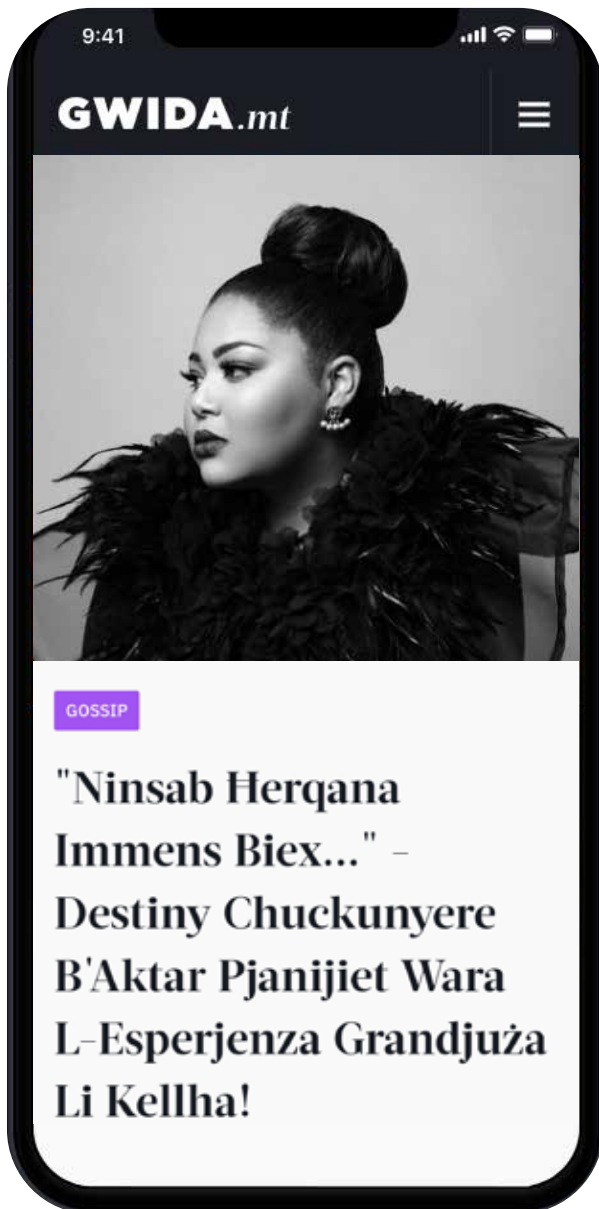 9:41
GWIDA.mt
GOSSIP
"Ninsab Ħerqana
Immens Biex..." –
Destiny Chuckunyere
B'Aktar Pjanijiet Wara
L-Esperjenza Grandjuża
Li Kellha!